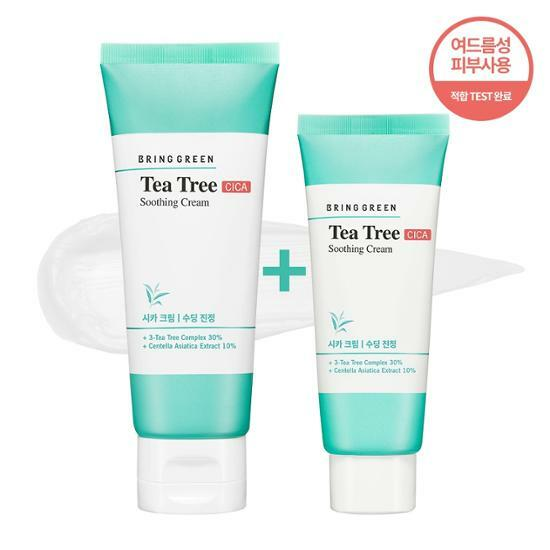 여드름성
피부사용
적합 TEST 완료
BRING GREEN
Tea Tree CICA
Soothing Cream
시카 크림 | 수딩 진정
+ 3-Tea Tree Complex 30%
+ Centella Asiatica Extract 10%
+
BRING GREEN
Tea Tree CICA
Soothing Cream
시카 크림 | 수딩 진정
+ 3-Tea Tree Complex 30%
+ Centella Asiatica Extract 10%